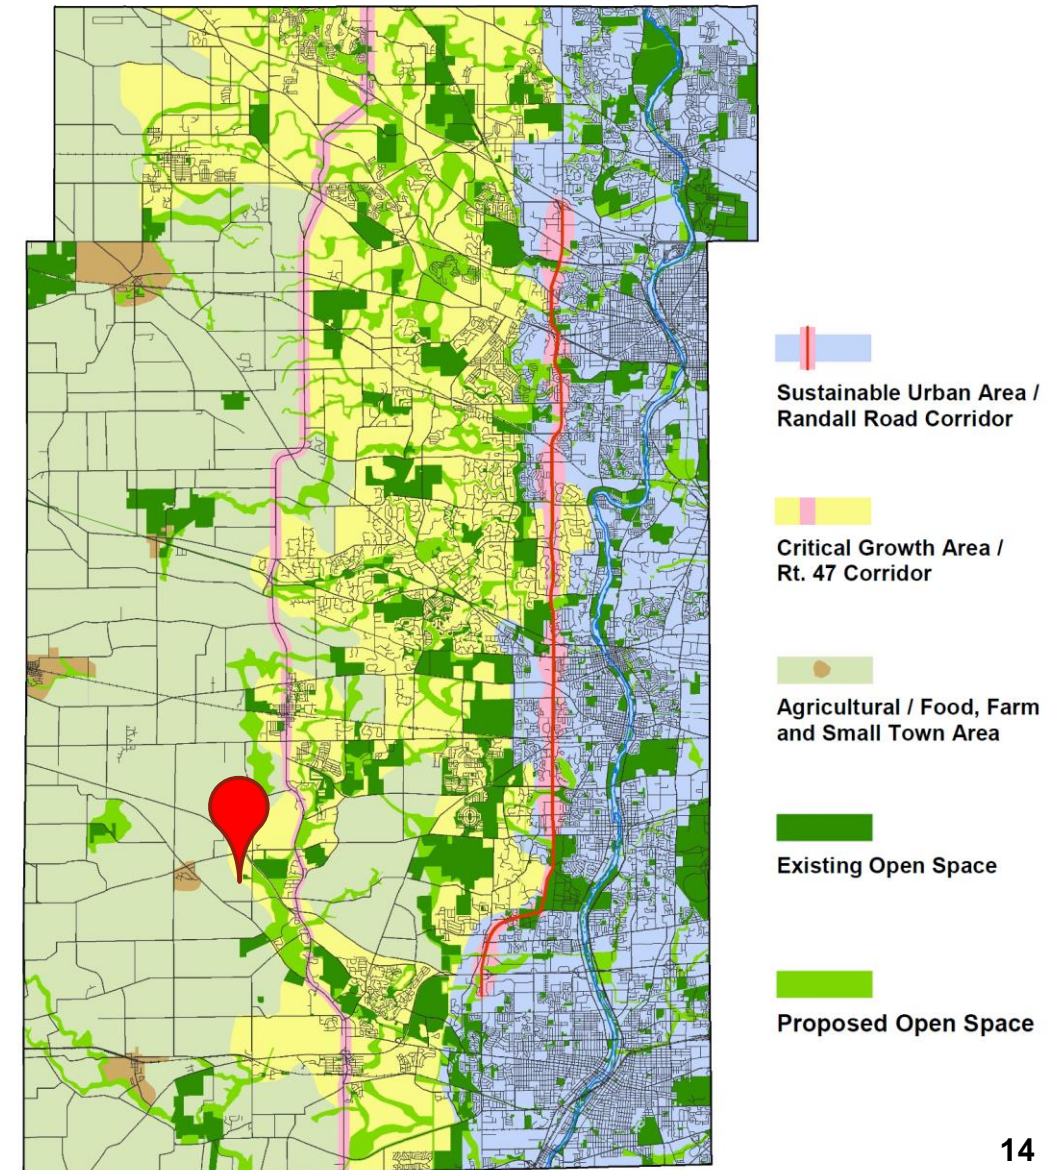 Sustainable Urban Area /
Randall Road Corridor
Critical Growth Area /
Rt. 47 Corridor
Agricultural / Food, Farm
and Small Town Area
Existing Open Space
Proposed Open Space
14